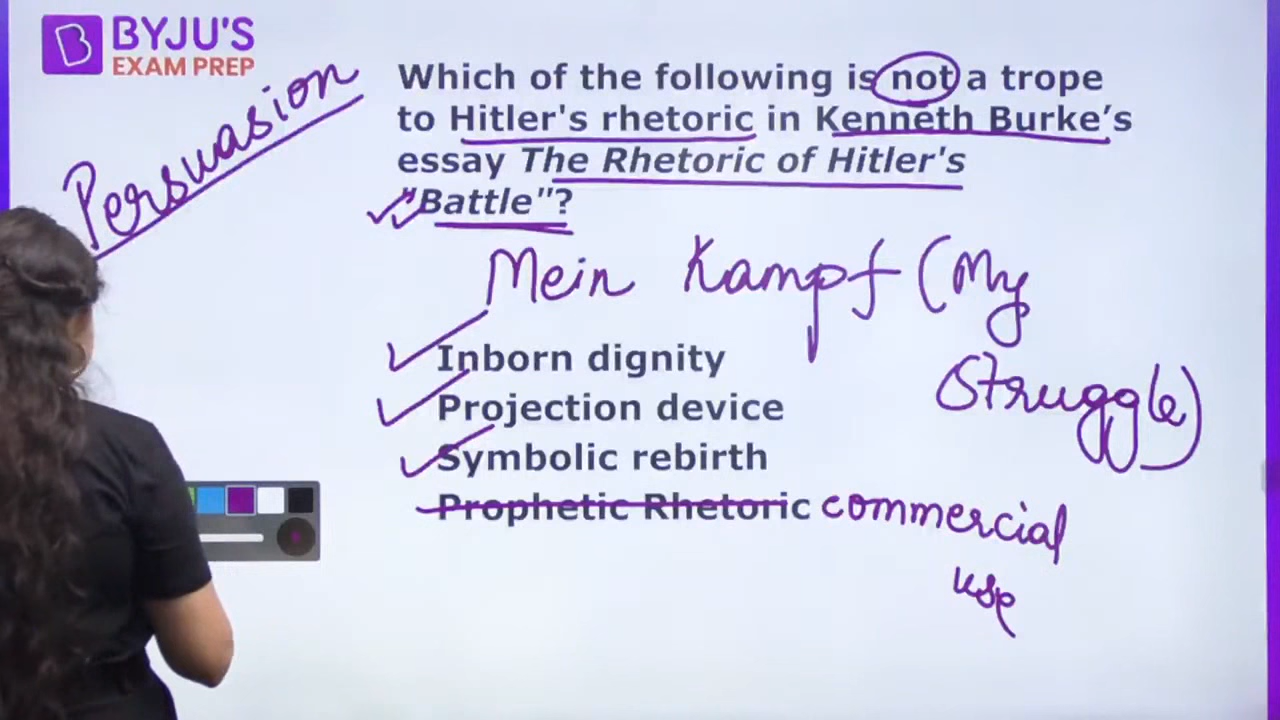 BYJU'S
EXAM PREP
Persuasion
Which of the following is not a trope
to Hitler's rhetoric in Kenneth Burke’s
essay The Rhetoric of Hitler's
"Battle"?
Mein Kampf (My
Struggle)
Inborn dignity
Projection device
Symbolic rebirth
Prophetic Rhetoric commercial
use